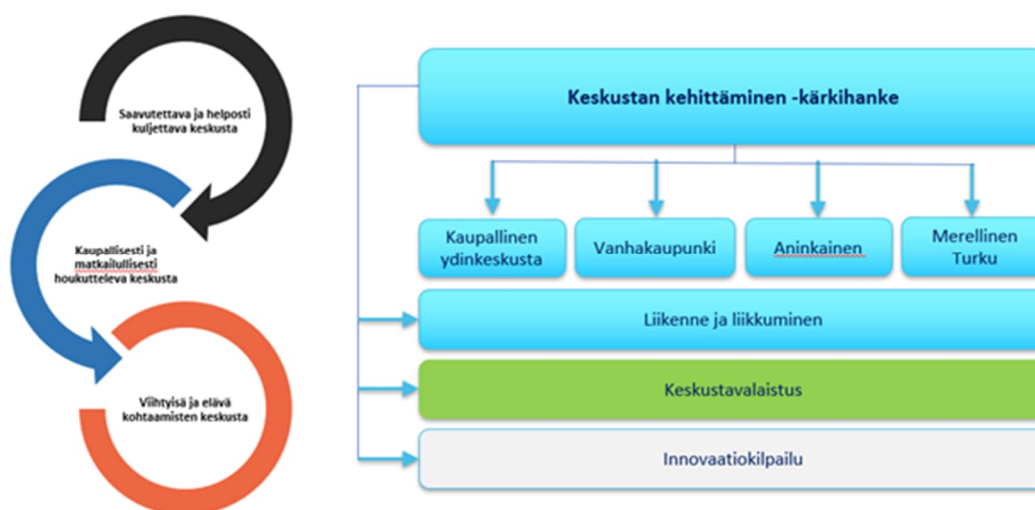 Saavutettava ja helposti
kuljettava keskusta
Kaupallisesti ja
matkailullisesti
houkutteleva keskusta
Viihtyisä ja elävä
kohtaamisten keskusta
Keskustan kehittäminen -kärkihanke
Kaupallinen
ydinkeskusta
Vanhakaupunki
Aninkainen
Merellinen
Turku
Liikenne ja liikkuminen
Keskustavalaistus
Innovaatiokilpailu